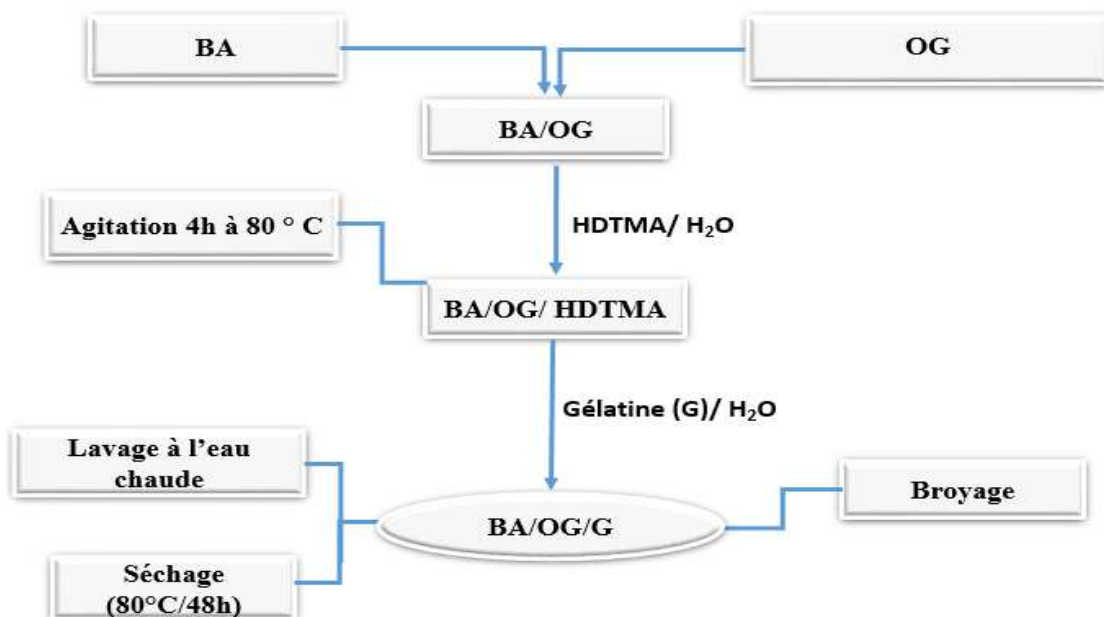 BA
OG
BA/OG
HDTMA/ H₂O
Agitation 4h à 80 ° C
BA/OG/ HDTMA
Gélatine (G)/ H₂O
Lavage à l’eau
chaude
Broyage
BA/OG/G
Séchage
(80°C/48h)